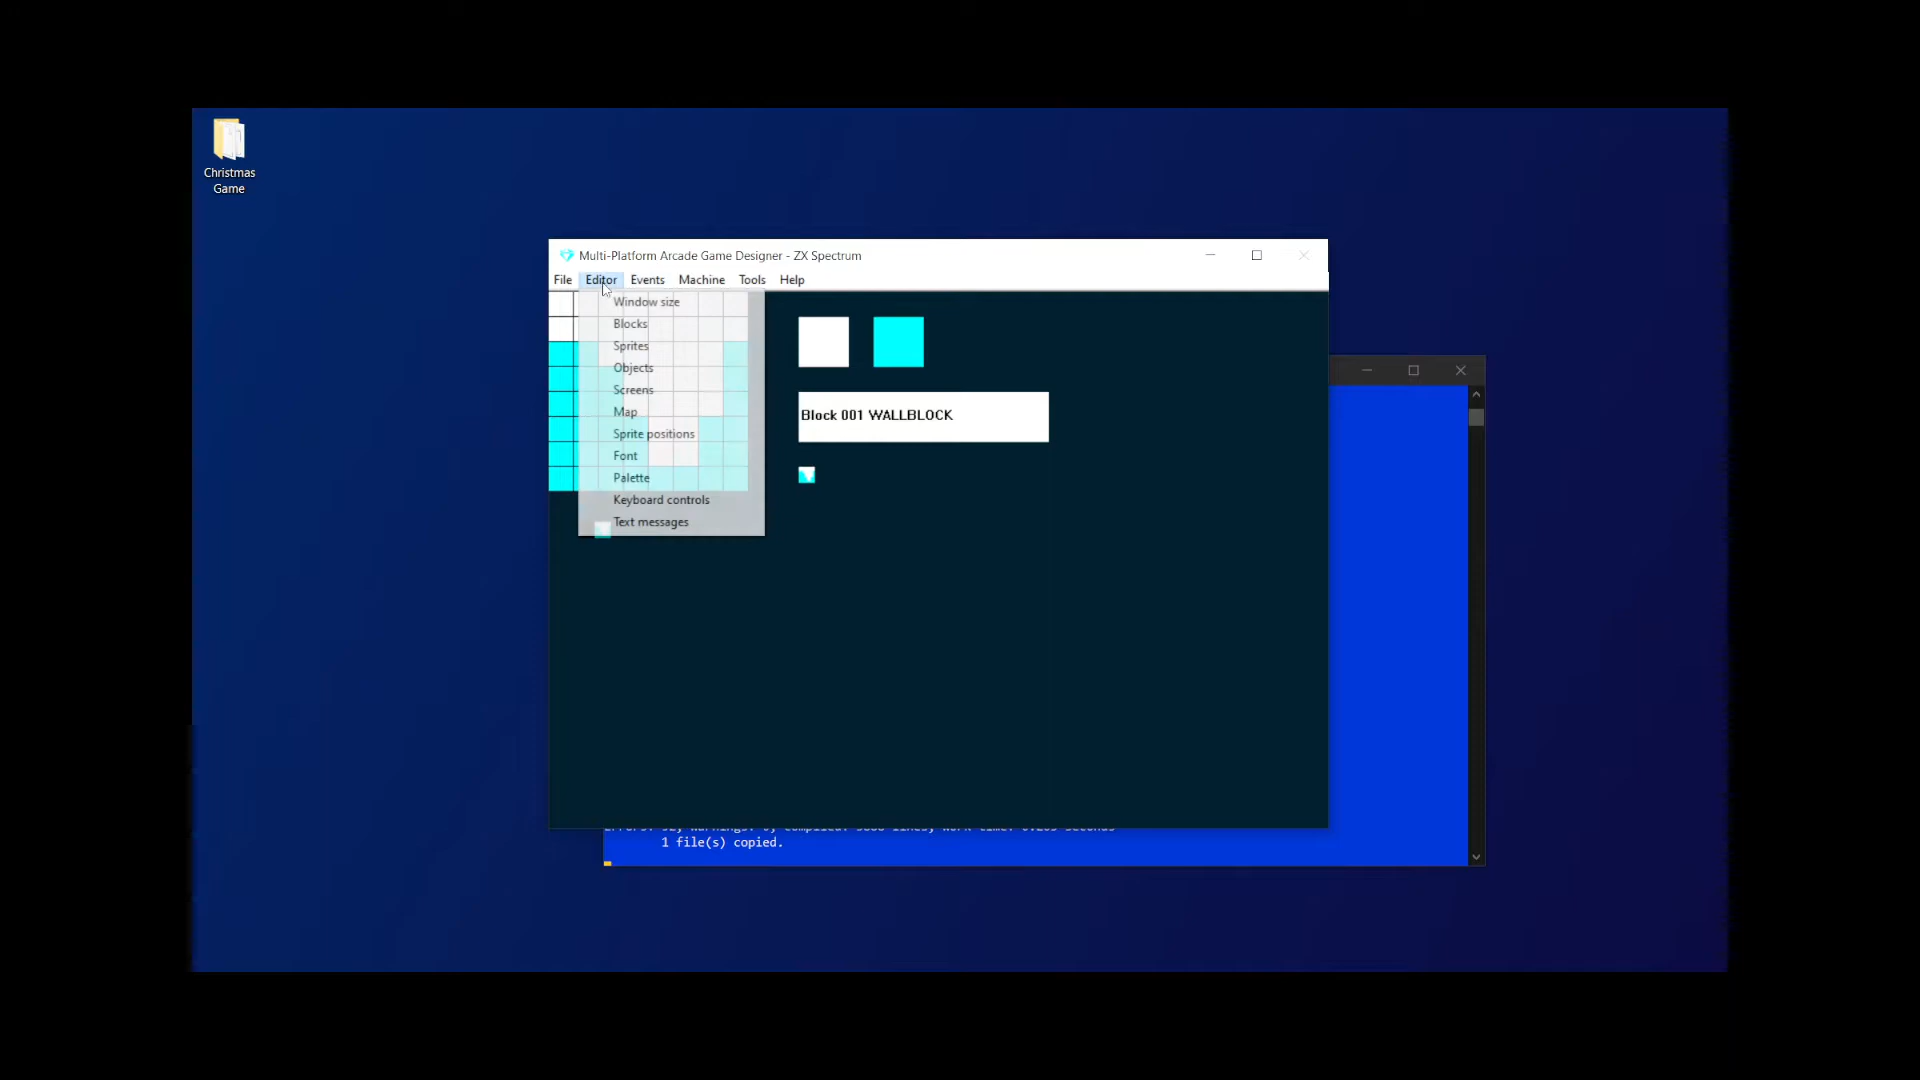 Christmas
Game
Multi-Platform Arcade Game Designer - ZX Spectrum
File Editor Events Machine Tools Help
Window size
Blocks
Sprites
Objects
Screens
Map
Sprite positions
Font
Palette
Keyboard controls
Text messages
Block 001 WALLBLOCK
1 file(s) copied.